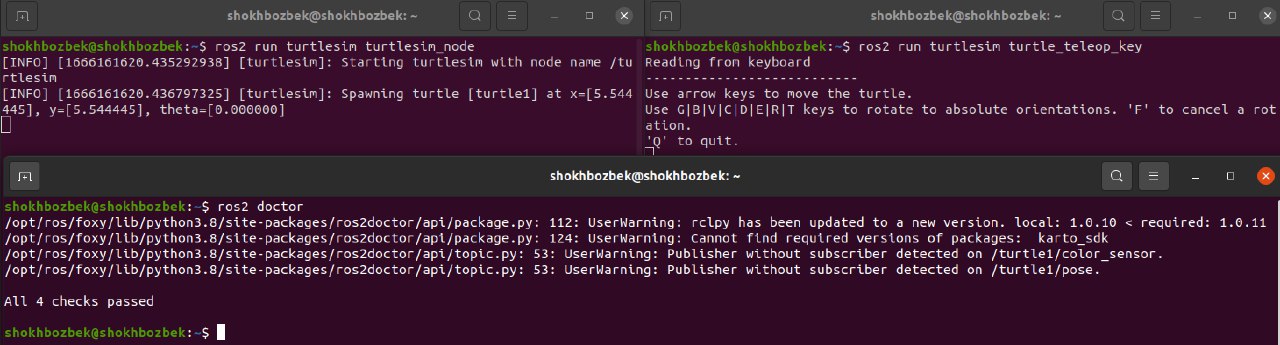 shokhbozbek@shokhbozbek: ~
shokhbozbek@shokhbozbek:~$ ros2 run turtlesim turtlesim_node
[INFO] [1666161620.435292938] [turtlesim]: Starting turtlesim with node name /tu
rtlesim
[INFO] [1666161620.436797325] [turtlesim]: Spawning turtle [turtle1] at x=[5.544
445], y=[5.544445], theta=[0.000000]
shokhbozbek@shokhbozbek: ~
shokhbozbek@shokhbozbek:~$ ros2 run turtlesim turtle_teleop_key
Reading from keyboard
---------------------------
Use arrow keys to move the turtle.
Use G|B|V|C|D|E|R|T keys to rotate to absolute orientations. 'F' to cancel a rot
ation.
'Q' to quit.
shokhbozbek@shokhbozbek: ~
shokhbozbek@shokhbozbek:~$ ros2 doctor
/opt/ros/foxy/lib/python3.8/site-packages/ros2doctor/api/package.py: 112: UserWarning: rclpy has been updated to a new version. local: 1.0.10 < required: 1.0.11
/opt/ros/foxy/lib/python3.8/site-packages/ros2doctor/api/package.py: 124: UserWarning: Cannot find required versions of packages:  karto_sdk
/opt/ros/foxy/lib/python3.8/site-packages/ros2doctor/api/topic.py: 53: UserWarning: Publisher without subscriber detected on /turtle1/color_sensor.
/opt/ros/foxy/lib/python3.8/site-packages/ros2doctor/api/topic.py: 53: UserWarning: Publisher without subscriber detected on /turtle1/pose.
All 4 checks passed
shokhbozbek@shokhbozbek:~$